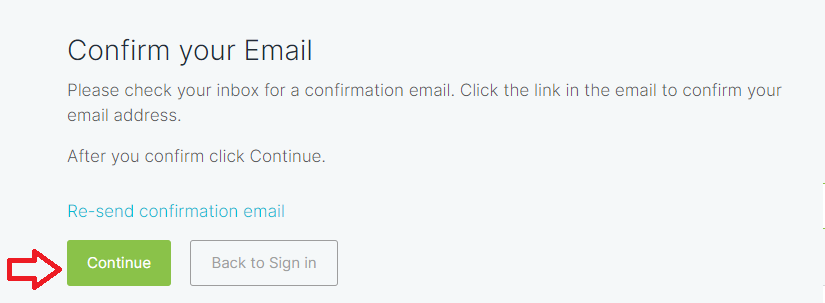 Confirm your Email
Please check your inbox for a confirmation email. Click the link in the email to confirm your
email address.
After you confirm click Continue.
Re-send confirmation email
Continue
Back to Sign in